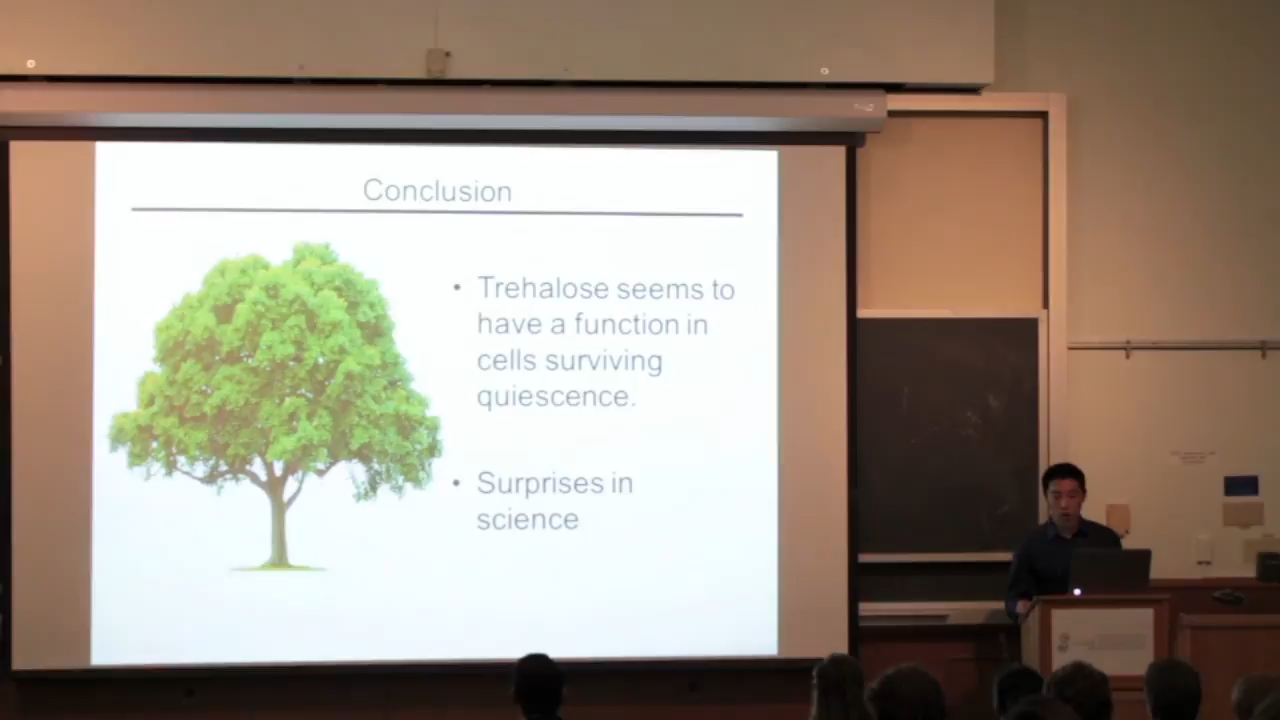 Conclusion
• Trehalose seems to
have a function in
cells surviving
quiescence.
• Surprises in
science